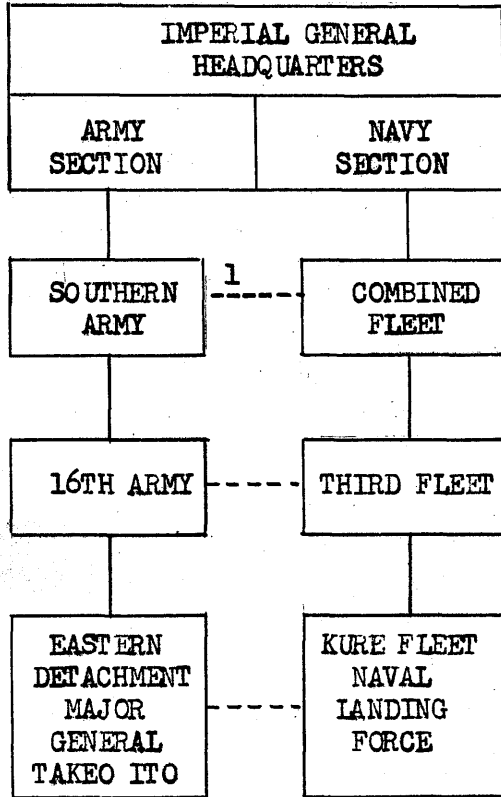 IMPERIAL GENERAL
HEADQUARTERS
ARMY
SECTION
NAVY
SECTION
SOUTHERN
ARMY
1
COMBINED
FLEET
16TH ARMY
THIRD FLEET
EASTERN
DETACHMENT
MAJOR
GENERAL
TAKEO ITO
KURE FLEET
NAVAL
LANDING
FORCE